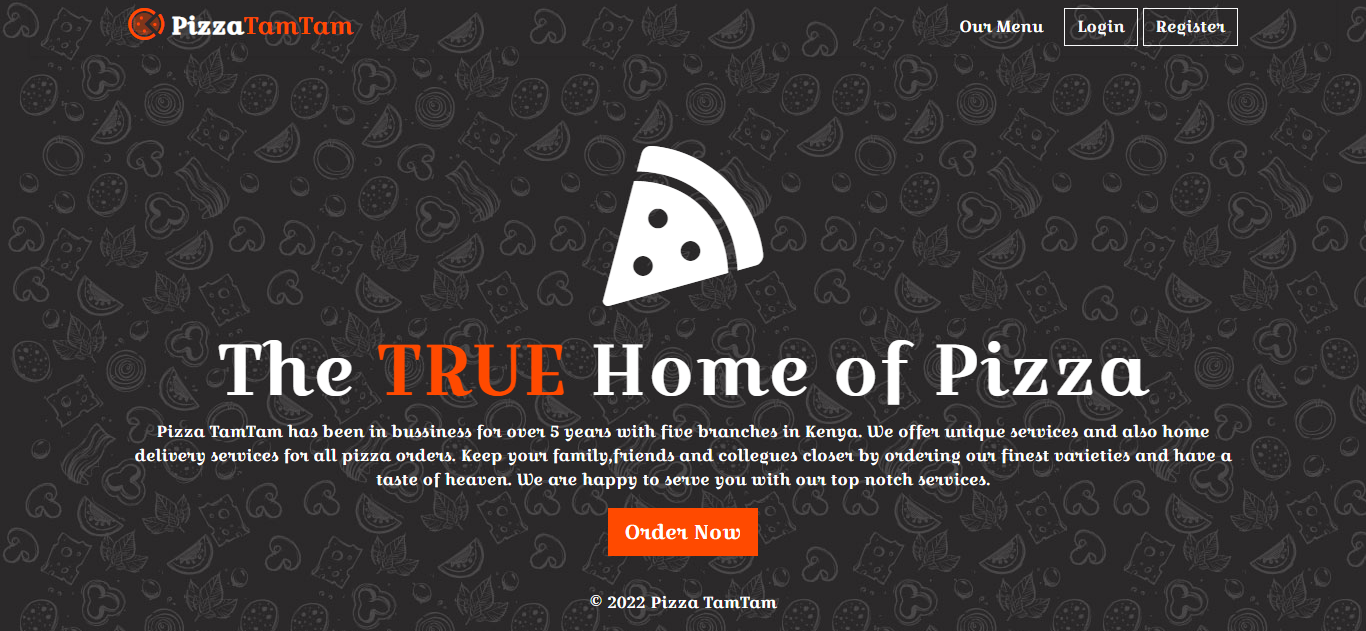 PizzaTamTam
Our Menu
Login
Register
The TRUE Home of Pizza
Pizza TamTam has been in bussiness for over 5 years with five branches in Kenya. We offer unique services and also home
delivery services for all pizza orders. Keep your family,friends and collegues closer by ordering our finest varieties and have a
taste of heaven. We are happy to serve you with our top notch services.
Order Now
© 2022 Pizza TamTam